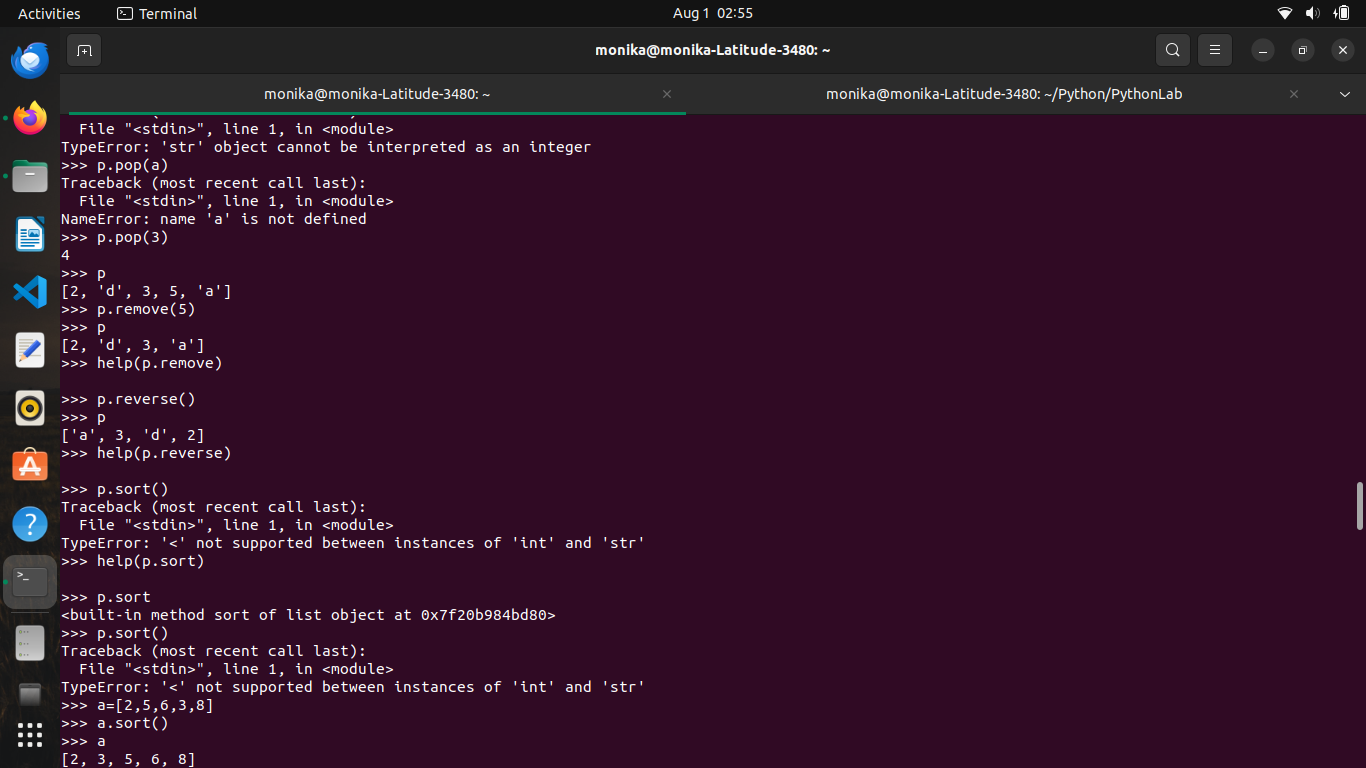 Activities
Terminal
Aug 1 02:55
monika@monika-Latitude-3480: ~
monika@monika-Latitude-3480: ~
monika@monika-Latitude-3480: ~/Python/PythonLab
  File "<stdin>", line 1, in <module>
TypeError: 'str' object cannot be interpreted as an integer
>>> p.pop(a)
Traceback (most recent call last):
  File "<stdin>", line 1, in <module>
NameError: name 'a' is not defined
>>> p.pop(3)
4
>>> p
[2, 'd', 3, 5, 'a']
>>> p.remove(5)
>>> p
[2, 'd', 3, 'a']
>>> help(p.remove)

>>> p.reverse()
>>> p
['a', 3, 'd', 2]
>>> help(p.reverse)

>>> p.sort()
Traceback (most recent call last):
  File "<stdin>", line 1, in <module>
TypeError: '<' not supported between instances of 'int' and 'str'
>>> help(p.sort)

>>> p.sort
<built-in method sort of list object at 0x7f20b984bd80>
>>> p.sort()
Traceback (most recent call last):
  File "<stdin>", line 1, in <module>
TypeError: '<' not supported between instances of 'int' and 'str'
>>> a=[2,5,6,3,8]
>>> a.sort()
>>> a
[2, 3, 5, 6, 8]